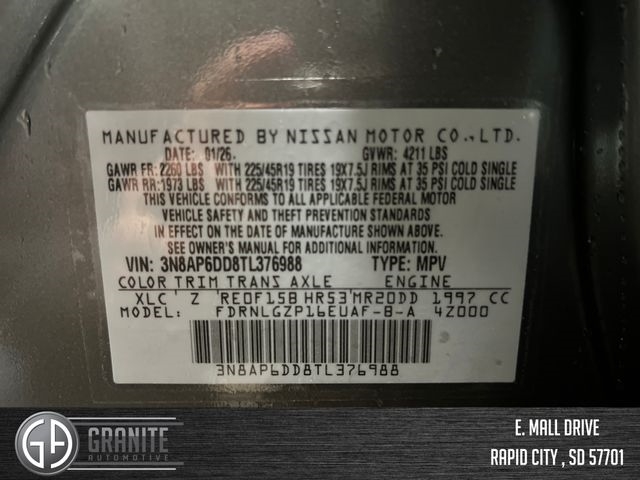 MANUFACTURED BY NISSAN MOTOR CO.,LTD.
DATE: 01/26. GVWR: 4211 LBS
GAWR FR: 2260 LBS WITH 225/45R19 TIRES 19X7.5J RIMS AT 35 PSI COLD SINGLE
GAWR RR: 1973 LBS WITH 225/45R19 TIRES 19X7.5J RIMS AT 35 PSI COLD SINGLE
THIS VEHICLE CONFORMS TO ALL APPLICABLE FEDERAL MOTOR
VEHICLE SAFETY AND THEFT PREVENTION STANDARDS
IN EFFECT ON THE DATE OF MANUFACTURE SHOWN ABOVE.
SEE OWNER'S MANUAL FOR ADDITIONAL INFORMATION
VIN: 3N8AP6DD8TL376988 TYPE: MPV
COLOR TRIM TRANS AXLE ENGINE
XLC Z RE0F15B HR53 MR20DD 1997 CC
MODEL: FDRNLGZP16EUAF-B-A 4Z000
3N8AP6DD8TL376988
GA GRANITE
AUTOMOTIVE
E. MALL DRIVE
RAPID CITY , SD 57701